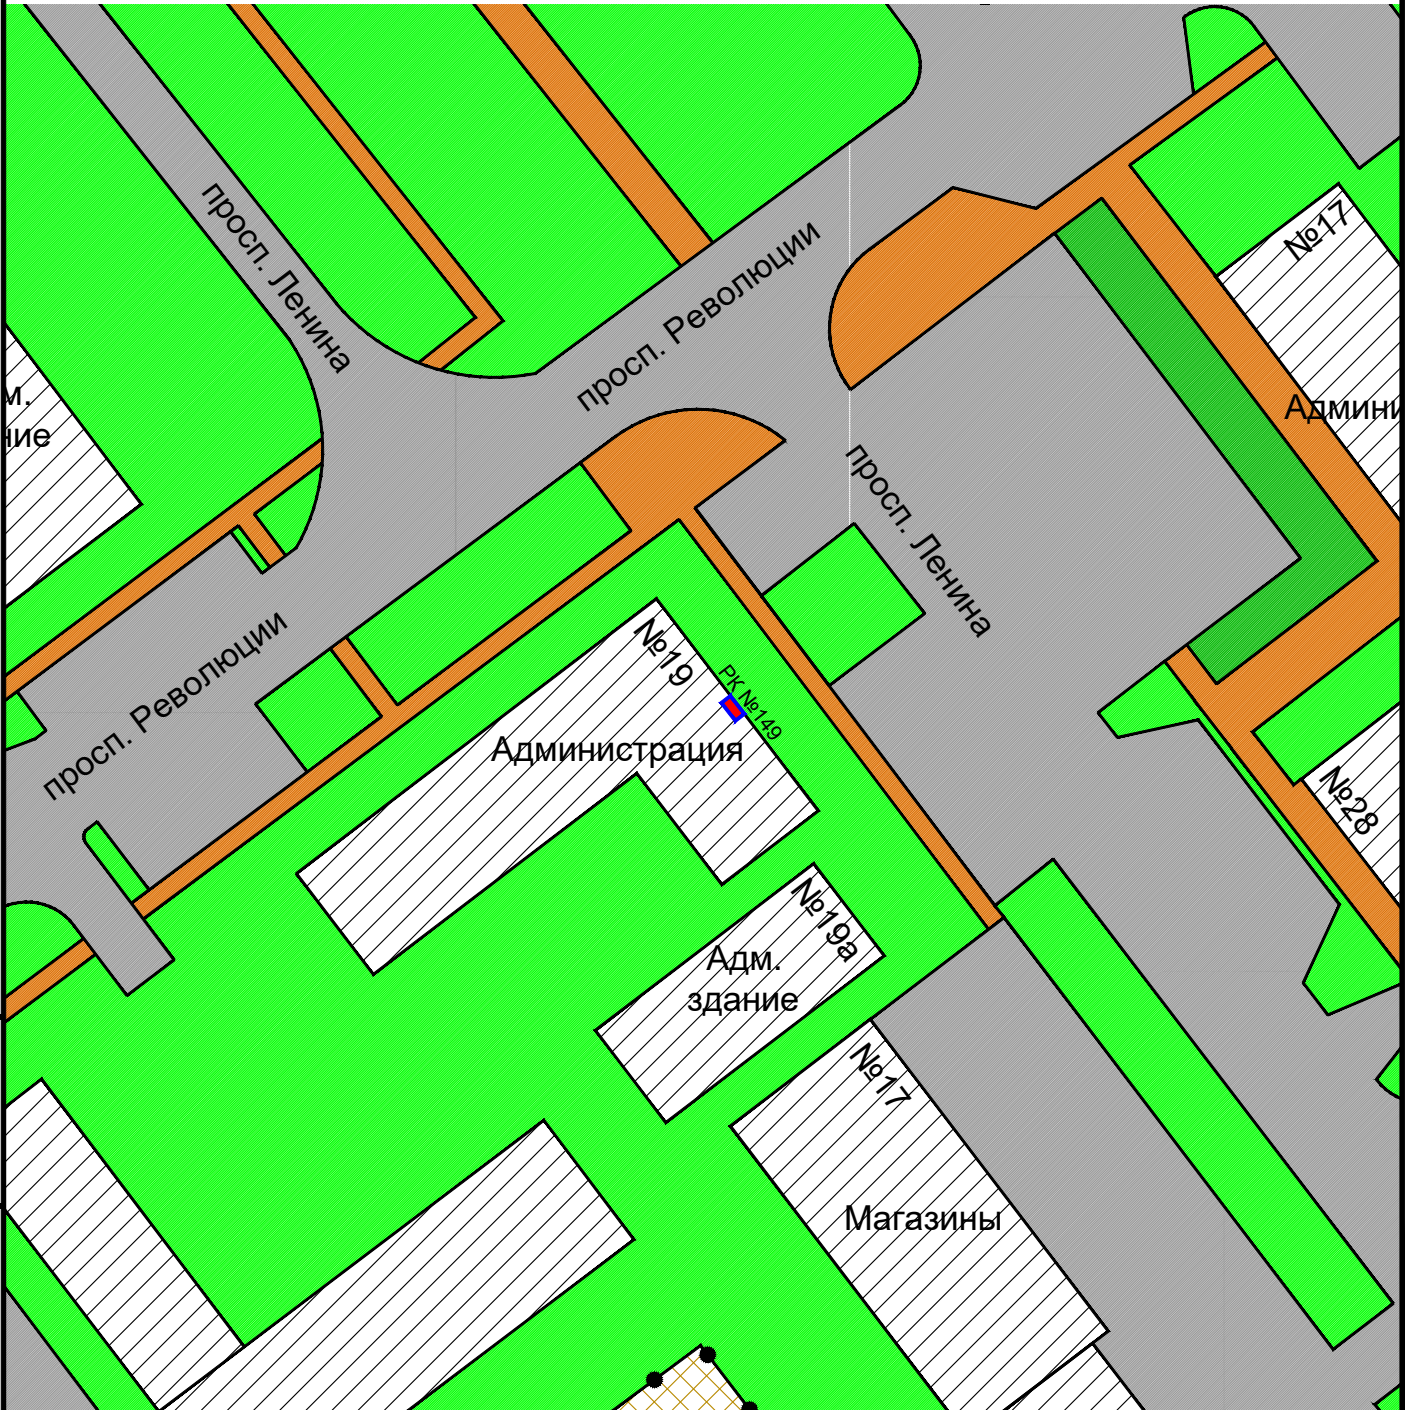 просп. Ленина
просп. Революции
№17
м.
ние
Админи
просп. Ленина
просп. Революции
№19
РК №149
Администрация
№28
№19а
Адм.
здание
№17
Магазины